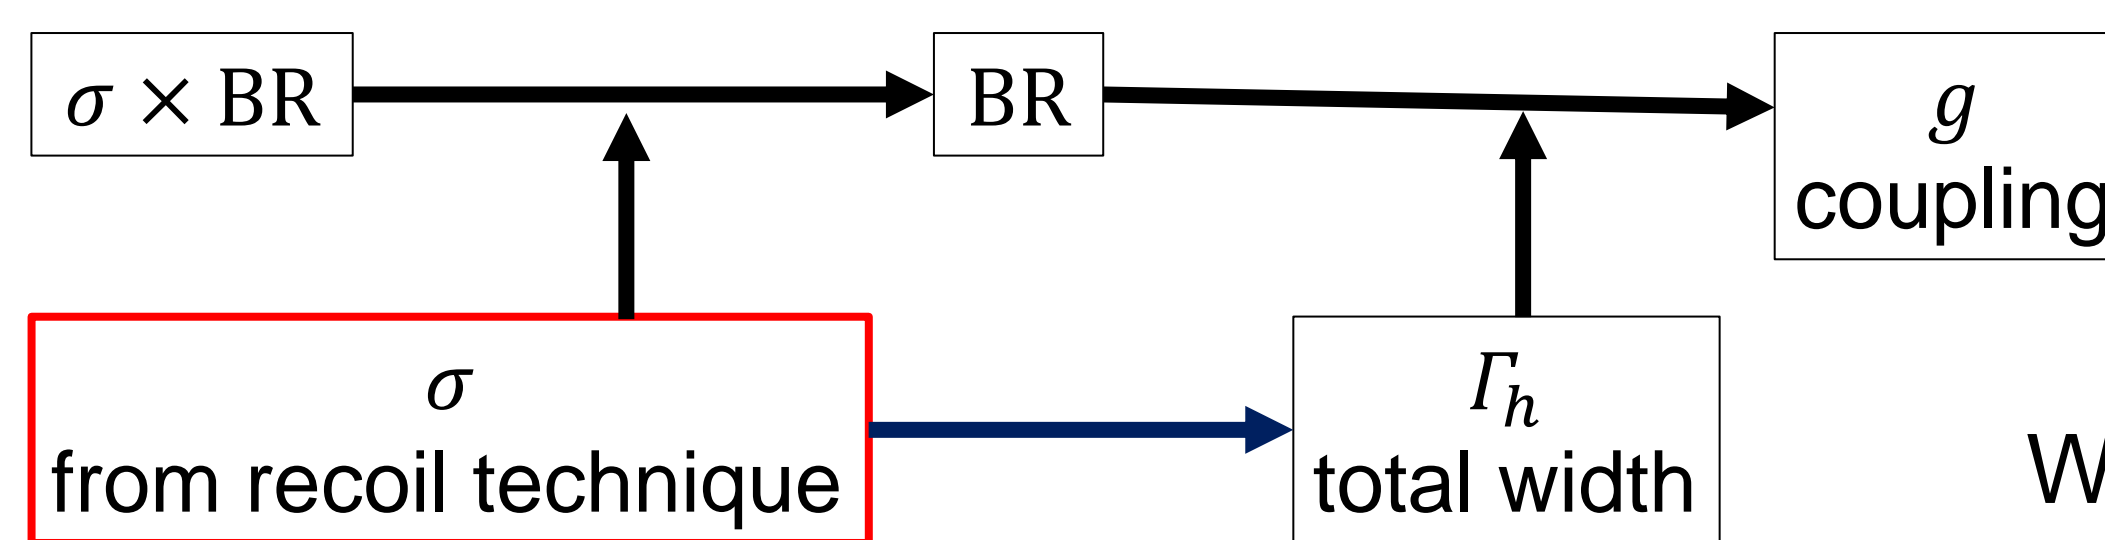 σ × BR
BR
g
coupling
σ
from recoil technique
Γₕ
total width
W